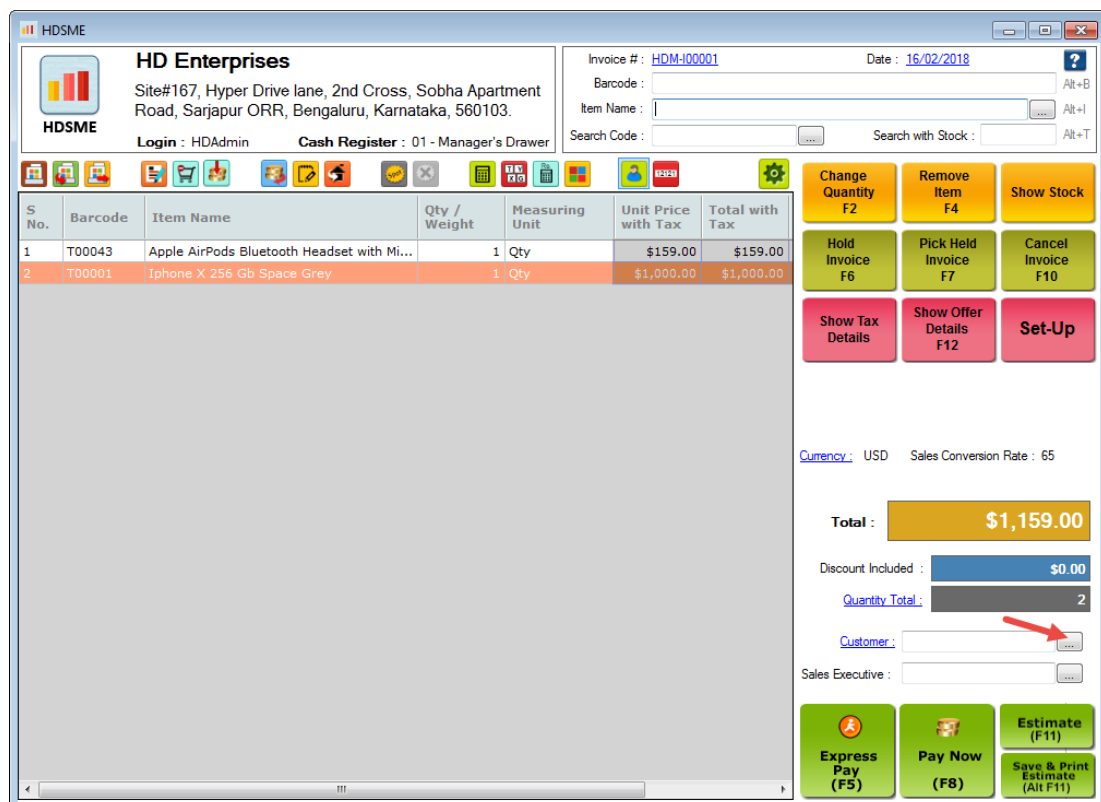 HDSME
HD Enterprises
Site#167, Hyper Drive lane, 2nd Cross, Sobha Apartment
Road, Sarjapur ORR, Bengaluru, Karnataka, 560103.
HDSME
Login : HDAdmin Cash Register : 01 - Manager's Drawer
Invoice # : HDM-I00001 Date : 16/02/2018 ?
Barcode : Alt+B
Item Name : ... Alt+I
Search Code : ... Search with Stock : Alt+T
S No. Barcode Item Name Qty / Weight Measuring Unit Unit Price with Tax Total with Tax
1 T00043 Apple AirPods Bluetooth Headset with Mi... 1 Qty $159.00 $159.00
2 T00001 Iphone X 256 Gb Space Grey 1 Qty $1,000.00 $1,000.00
Change Quantity F2
Remove Item F4
Show Stock
Hold Invoice F6
Pick Held Invoice F7
Cancel Invoice F10
Show Tax Details
Show Offer Details F12
Set-Up
Currency : USD Sales Conversion Rate : 65
Total : $1,159.00
Discount Included : $0.00
Quantity Total : 2
Customer : ...
Sales Executive : ...
Express Pay (F5)
Pay Now (F8)
Estimate (F11)
Save & Print Estimate (Alt F11)